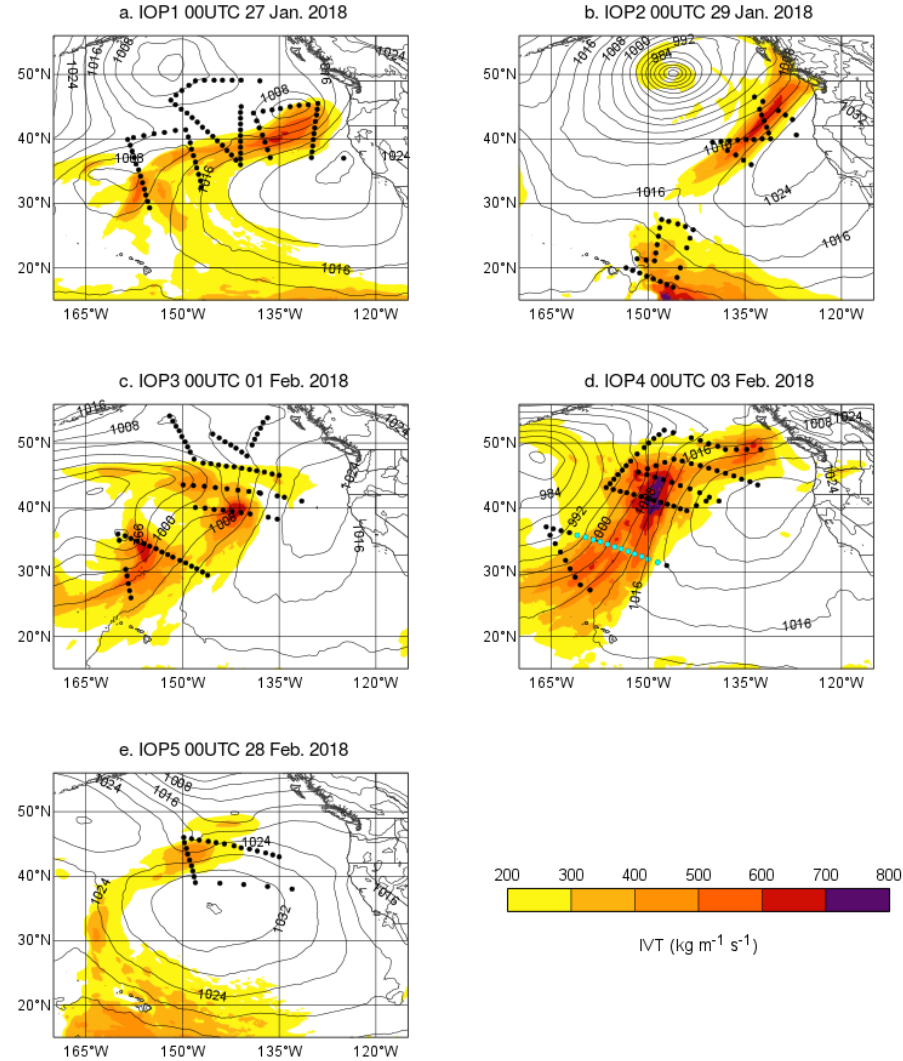 a. IOP1 00UTC 27 Jan. 2018
50°N
40°N
30°N
20°N
165°W 150°W 135°W 120°W
1024
1016
1008
1008
1016
1024
1008
1016
1024
1016
b. IOP2 00UTC 29 Jan. 2018
50°N
40°N
30°N
20°N
165°W 150°W 135°W 120°W
1016
1008
1000
992
984
1008
1032
1016
1024
1016
1016
c. IOP3 00UTC 01 Feb. 2018
50°N
40°N
30°N
20°N
165°W 150°W 135°W 120°W
1016
1008
1024
1024
1000
1008
1016
d. IOP4 00UTC 03 Feb. 2018
50°N
40°N
30°N
20°N
165°W 150°W 135°W 120°W
1024
1008
1016
1024
984
992
1000
1016
1016
e. IOP5 00UTC 28 Feb. 2018
50°N
40°N
30°N
20°N
165°W 150°W 135°W 120°W
1024
1008
1016
1024
1024
1032
1016
1024
200 300 400 500 600 700 800
IVT (kg m⁻¹ s⁻¹)